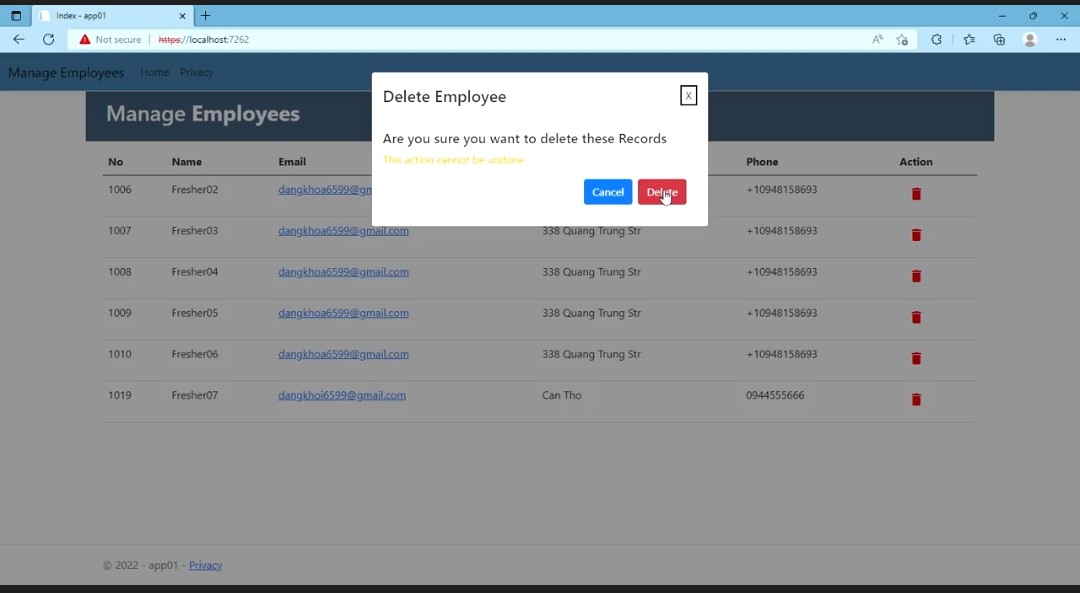 Index - app01
Not secure https://localhost:7262
Manage Employees Home Privacy
Delete Employee X
Manage Employees
Are you sure you want to delete these Records
This action cannot be undone
No Name Email Phone Action
Cancel Delete
1006 Fresher02 dangkhoa6599@gm +10948158693
1007 Fresher03 dangkhoa6599@gmail.com 338 Quang Trung Str +10948158693
1008 Fresher04 dangkhoa6599@gmail.com 338 Quang Trung Str +10948158693
1009 Fresher05 dangkhoa6599@gmail.com 338 Quang Trung Str +10948158693
1010 Fresher06 dangkhoa6599@gmail.com 338 Quang Trung Str +10948158693
1019 Fresher07 dangkhoi6599@gmail.com Can Tho 0944555666
© 2022 - app01 - Privacy